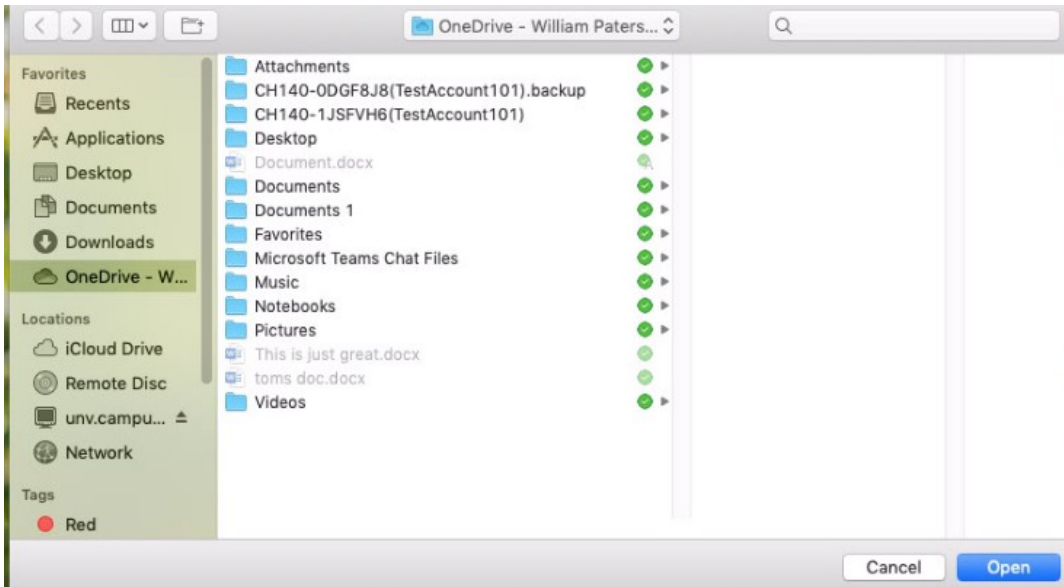 OneDrive - William Paters...
Favorites
Recents
Applications
Desktop
Documents
Downloads
OneDrive - W...
Locations
iCloud Drive
Remote Disc
unv.campu...
Network
Tags
Red
Attachments
CH140-0DGF8J8(TestAccount101).backup
CH140-1JSFVH6(TestAccount101)
Desktop
Document.docx
Documents
Documents 1
Favorites
Microsoft Teams Chat Files
Music
Notebooks
Pictures
This is just great.docx
toms doc.docx
Videos
Cancel
Open